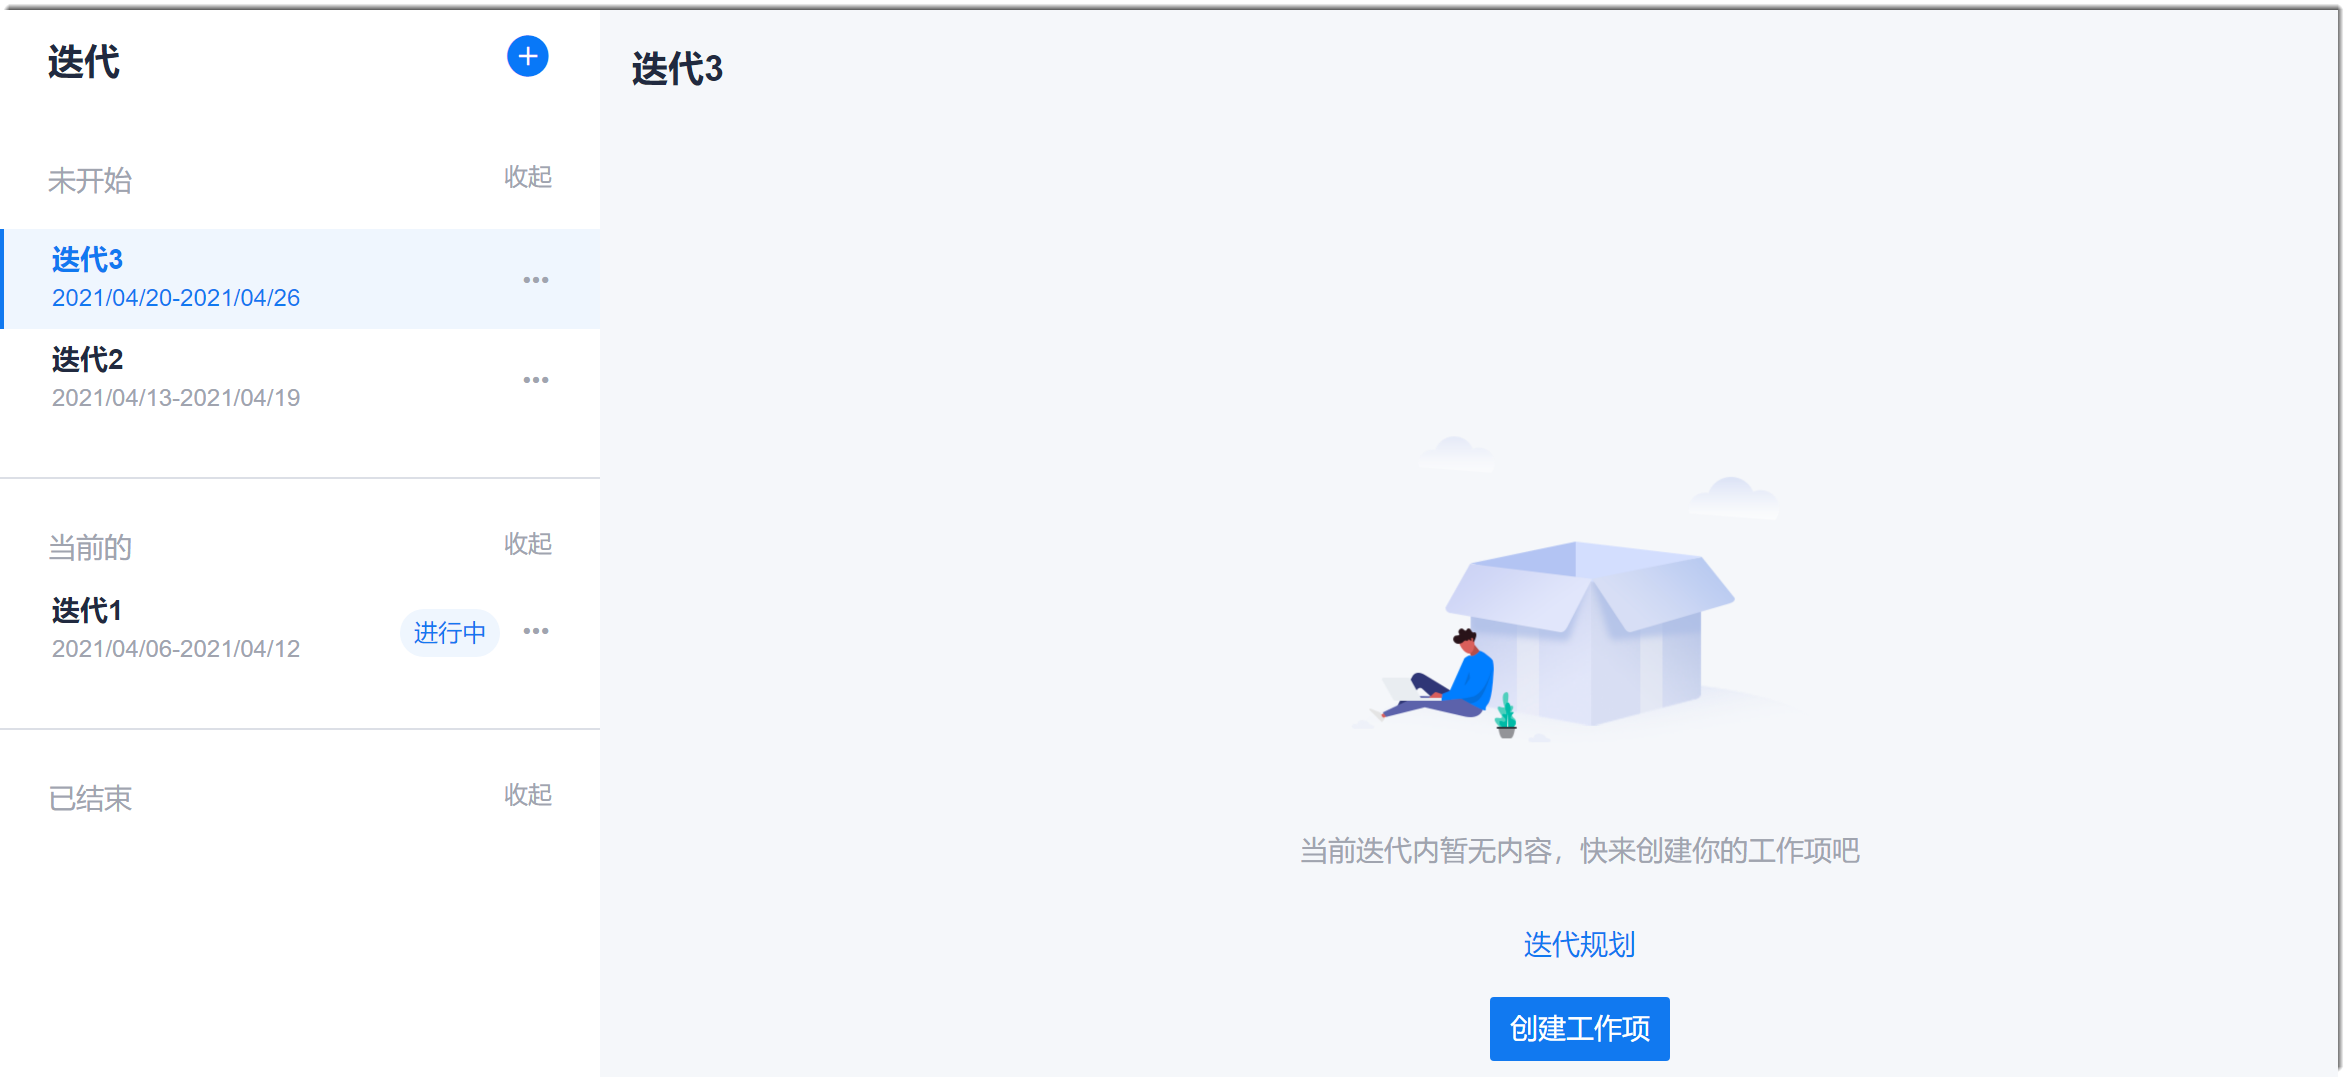 迭代
未开始 收起
迭代3
2021/04/20-2021/04/26
迭代2
2021/04/13-2021/04/19
当前的 收起
迭代1
2021/04/06-2021/04/12
进行中
已结束 收起
迭代3
当前迭代内暂无内容，快来创建你的工作项吧
迭代规划
创建工作项